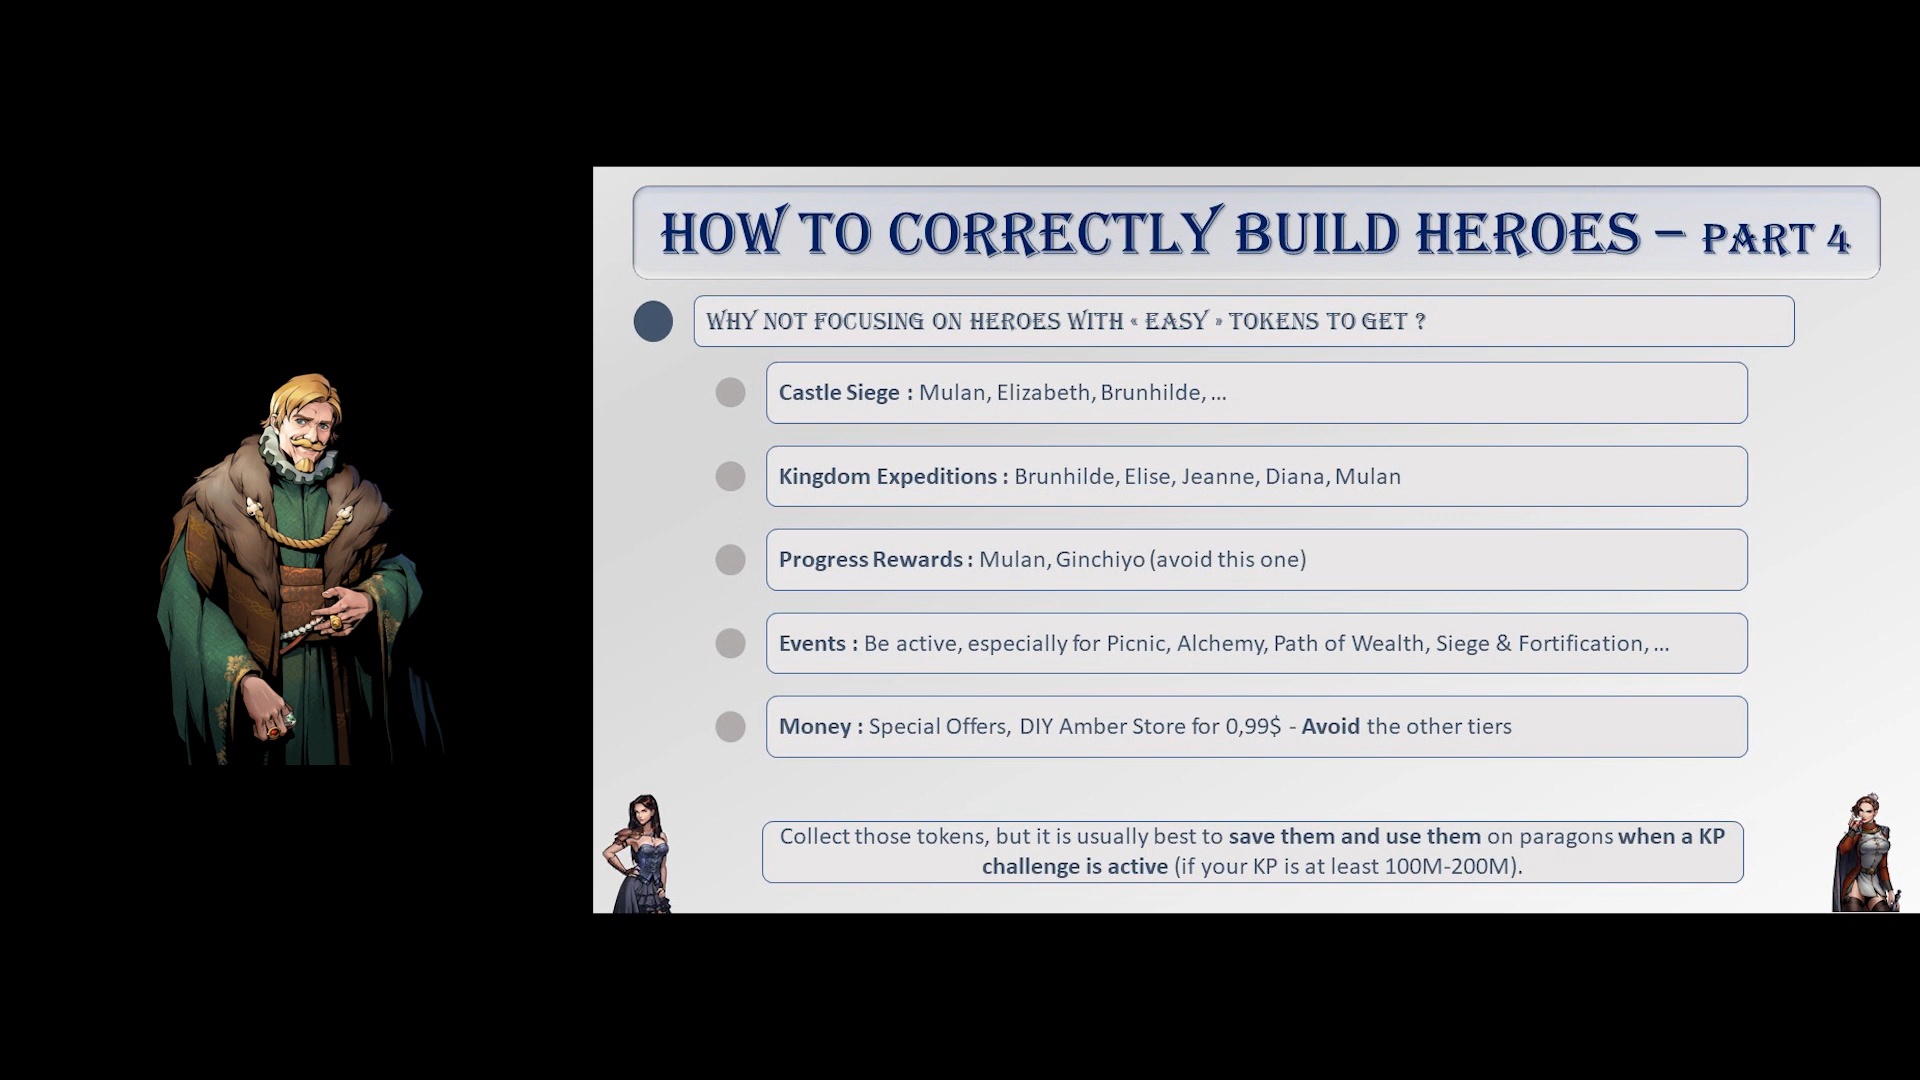 HOW TO CORRECTLY BUILD HEROES – PART 4
WHY NOT FOCUSING ON HEROES WITH « EASY » TOKENS TO GET ?
Castle Siege : Mulan, Elizabeth, Brunhilde, ...
Kingdom Expeditions : Brunhilde, Elise, Jeanne, Diana, Mulan
Progress Rewards : Mulan, Ginchiyo (avoid this one)
Events : Be active, especially for Picnic, Alchemy, Path of Wealth, Siege & Fortification, ...
Money : Special Offers, DIY Amber Store for 0,99$ - Avoid the other tiers
Collect those tokens, but it is usually best to save them and use them on paragons when a KP
challenge is active (if your KP is at least 100M-200M).